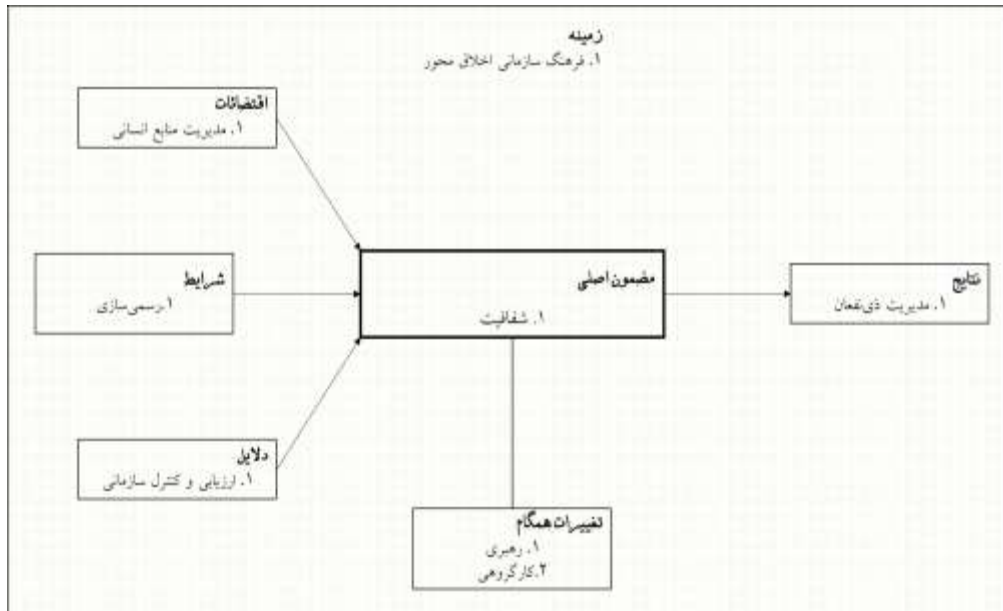 زمینه
۱. فرهنگ سازمانی اخلاق محور
اقتضائات
۱. مدیریت منابع انسانی
شرایط
۱.رسمی‌سازی
مضمون اصلی
۱. شفافیت
نتایج
۱. مدیریت ذی‌نفعان
دلایل
۱. ارزیابی و کنترل سازمانی
تغییرات همگام
۱. رهبری
۲.کارگروهی